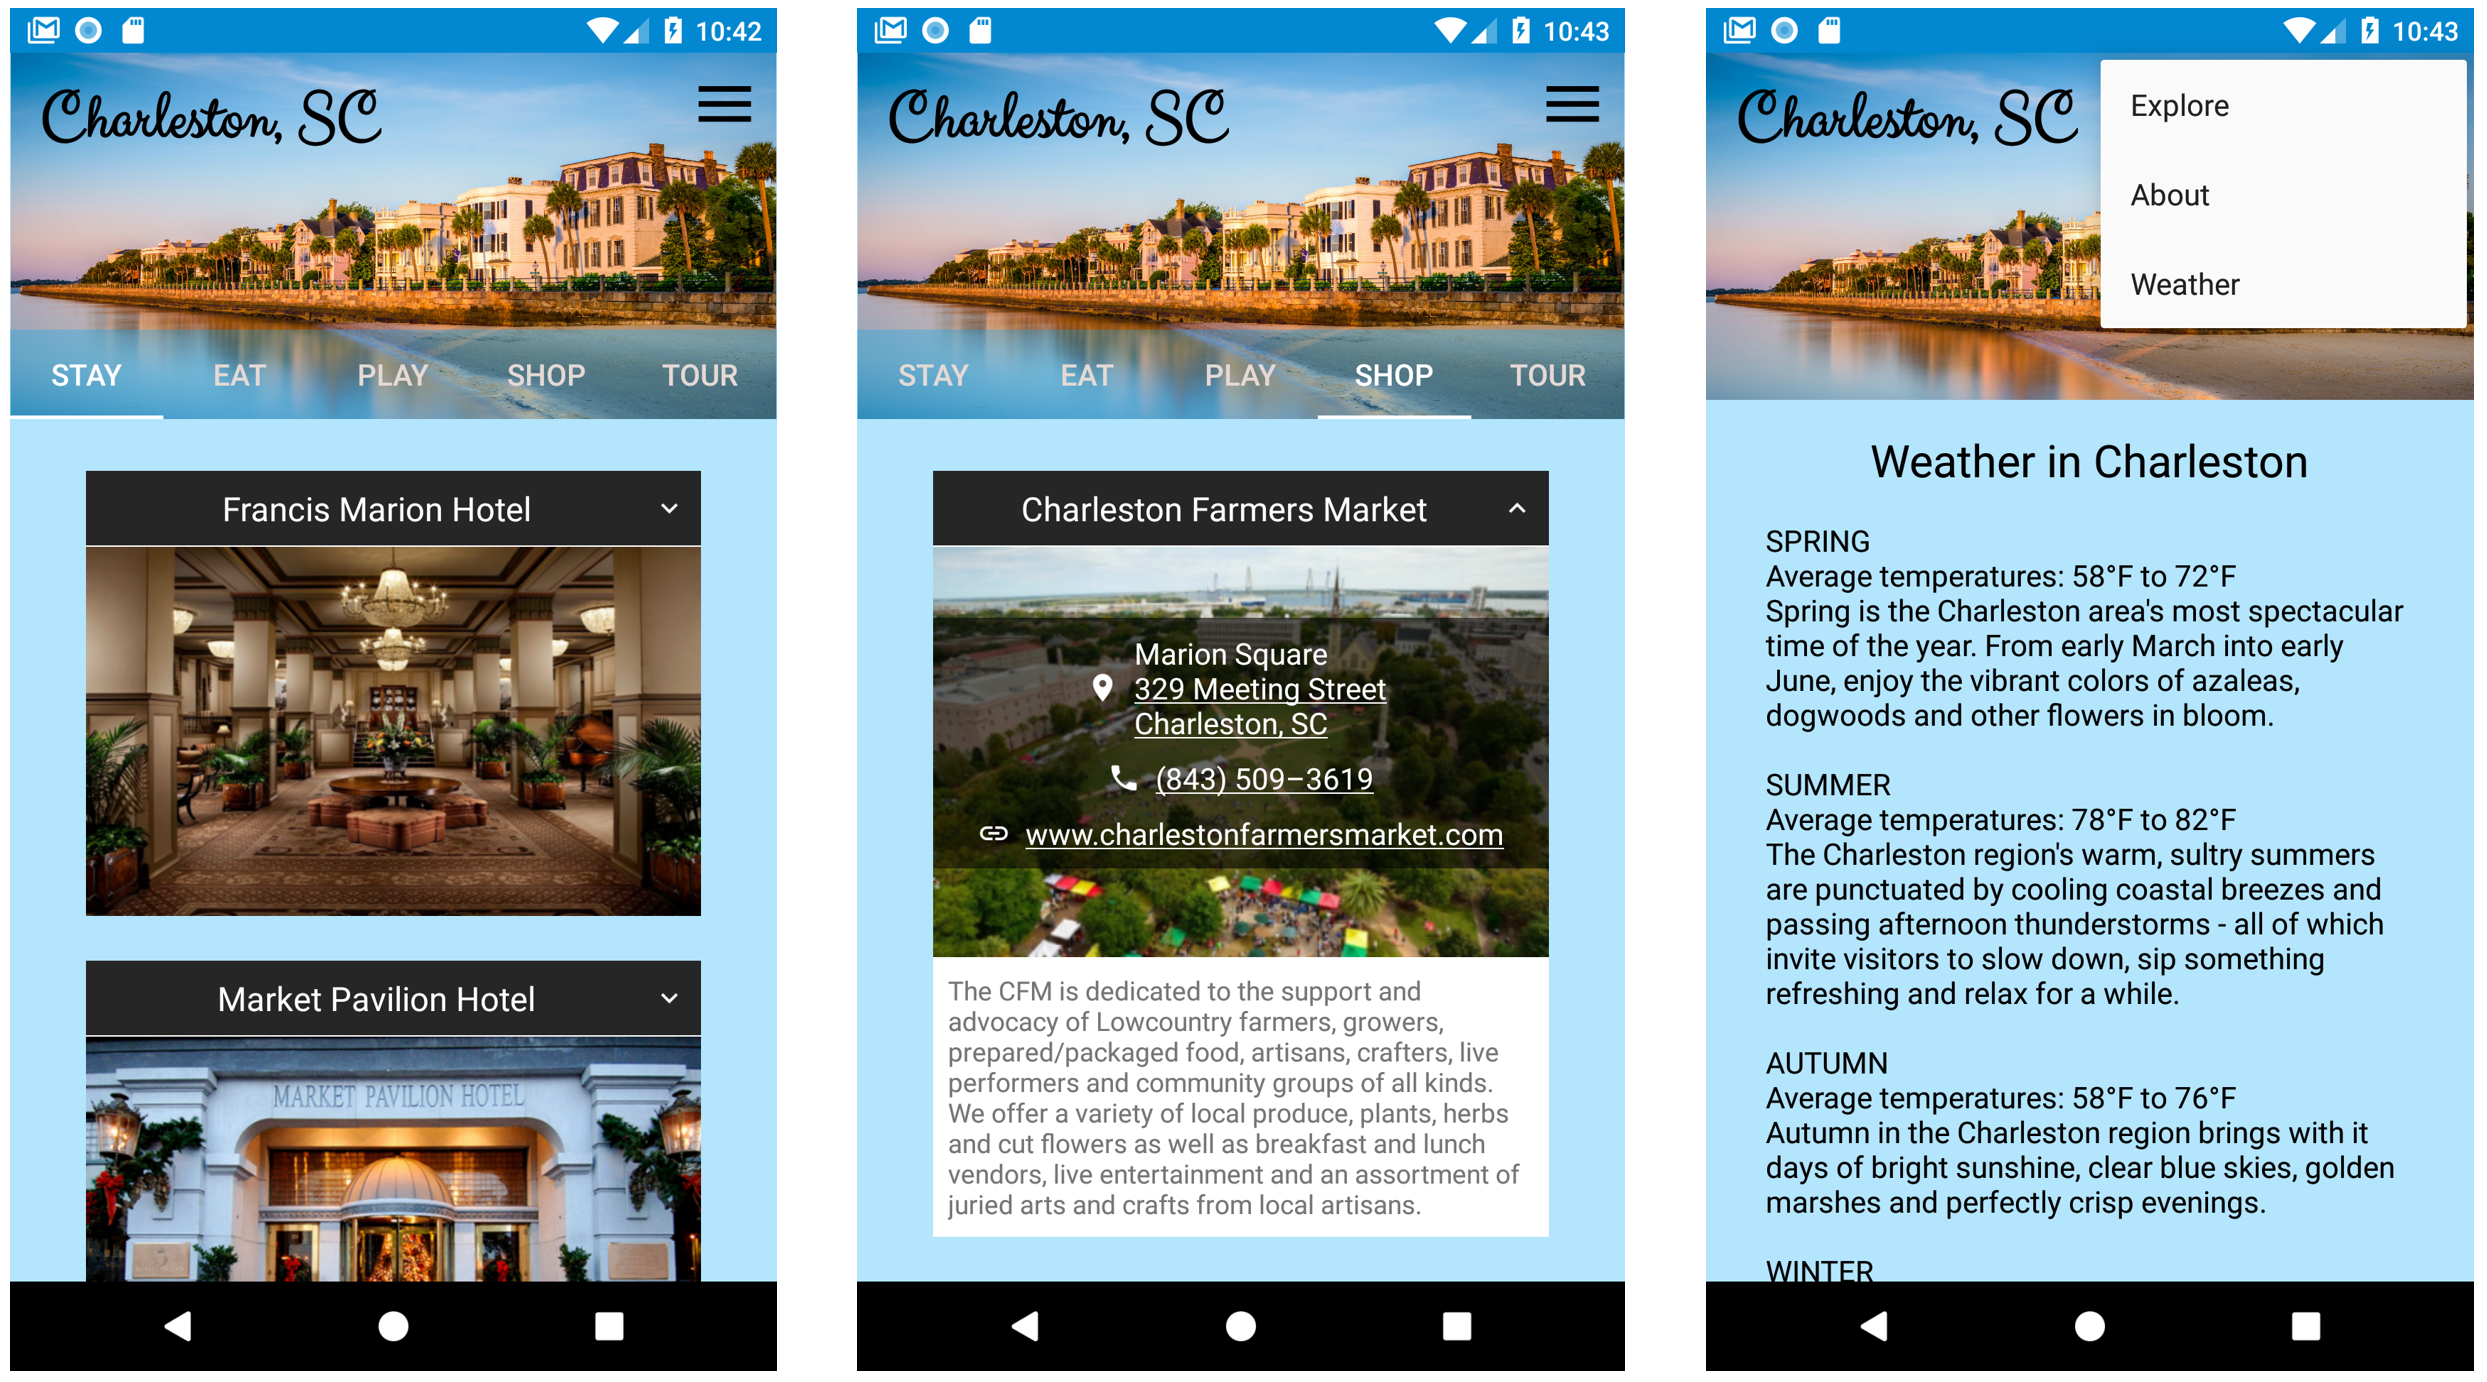 10:42
Charleston, SC
STAY EAT PLAY SHOP TOUR
Francis Marion Hotel
Market Pavilion Hotel
MARKET PAVILION HOTEL
10:43
Charleston, SC
STAY EAT PLAY SHOP TOUR
Charleston Farmers Market
Marion Square
329 Meeting Street
Charleston, SC
(843) 509–3619
www.charlestonfarmersmarket.com
The CFM is dedicated to the support and
advocacy of Lowcountry farmers, growers,
prepared/packaged food, artisans, crafters, live
performers and community groups of all kinds.
We offer a variety of local produce, plants, herbs
and cut flowers as well as breakfast and lunch
vendors, live entertainment and an assortment of
juried arts and crafts from local artisans.
10:43
Charleston, SC
Explore
About
Weather
Weather in Charleston
SPRING
Average temperatures: 58°F to 72°F
Spring is the Charleston area's most spectacular
time of the year. From early March into early
June, enjoy the vibrant colors of azaleas,
dogwoods and other flowers in bloom.
SUMMER
Average temperatures: 78°F to 82°F
The Charleston region's warm, sultry summers
are punctuated by cooling coastal breezes and
passing afternoon thunderstorms - all of which
invite visitors to slow down, sip something
refreshing and relax for a while.
AUTUMN
Average temperatures: 58°F to 76°F
Autumn in the Charleston region brings with it
days of bright sunshine, clear blue skies, golden
marshes and perfectly crisp evenings.
WINTER